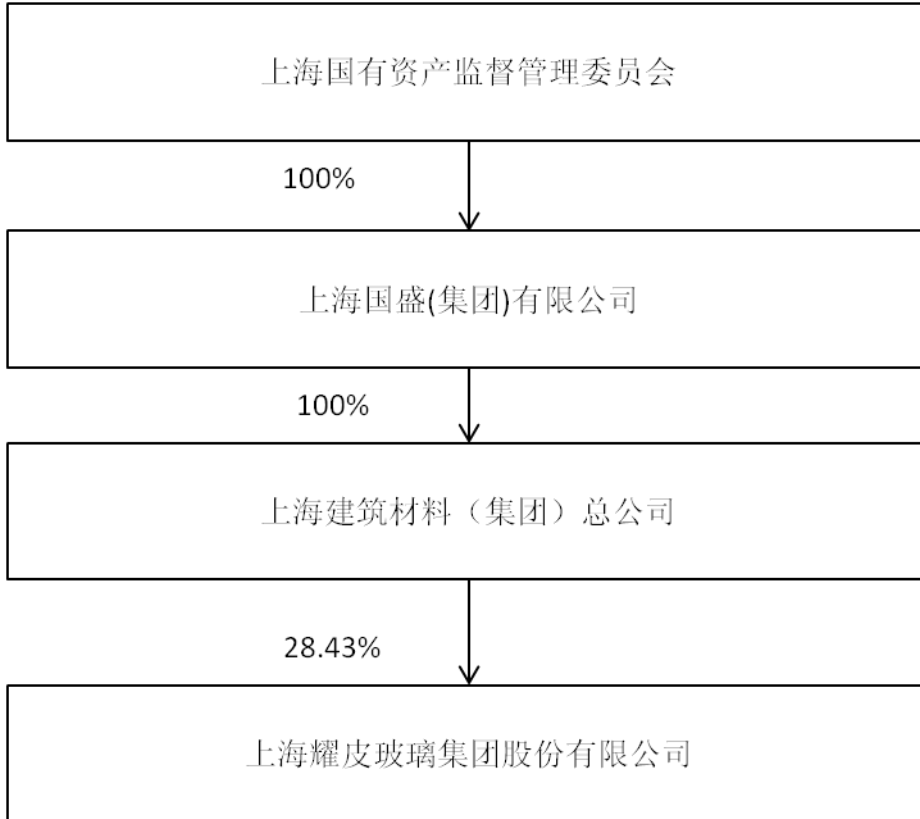 上海国有资产监督管理委员会
100%
上海国盛(集团)有限公司
100%
上海建筑材料（集团）总公司
28.43%
上海耀皮玻璃集团股份有限公司